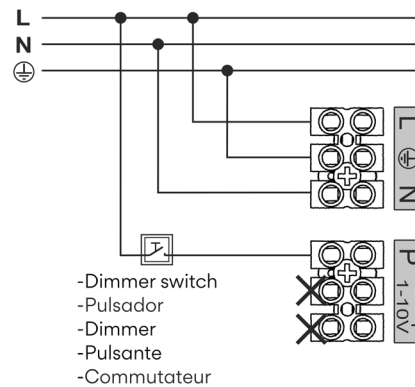 L
N
L
N
P
1-10V
-Dimmer switch
-Pulsador
-Dimmer
-Pulsante
-Commutateur